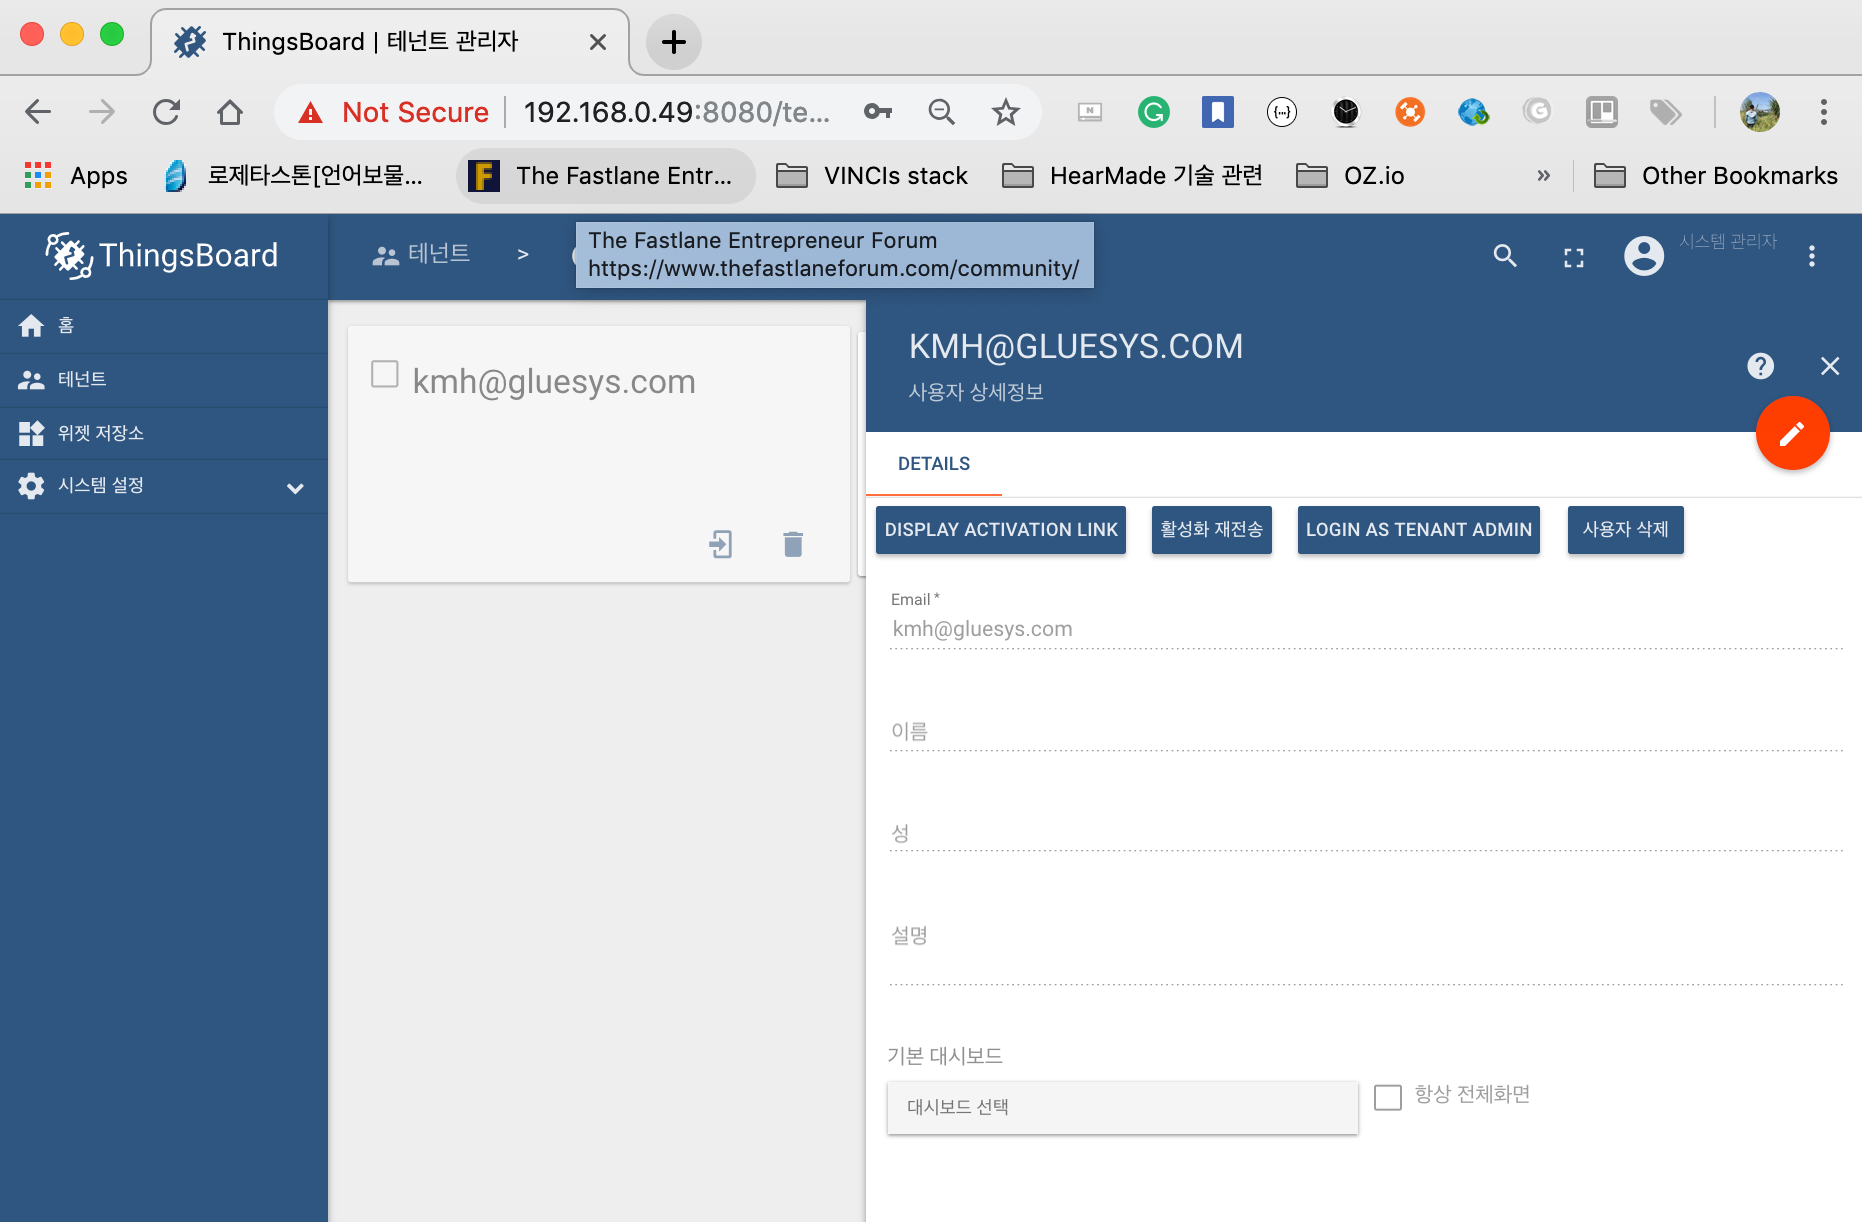 ThingsBoard | 테넌트 관리자
Not Secure
192.168.0.49:8080/te...
Apps
로제타스톤[언어보물...
The Fastlane Entr...
VINCIs stack
HearMade 기술 관련
OZ.io
»
Other Bookmarks
The Fastlane Entrepreneur Forum
https://www.thefastlaneforum.com/community/
ThingsBoard
테넌트 >
시스템 관리자
홈
테넌트
위젯 저장소
시스템 설정
kmh@gluesys.com
KMH@GLUESYS.COM
사용자 상세정보
DETAILS
DISPLAY ACTIVATION LINK
활성화 재전송
LOGIN AS TENANT ADMIN
사용자 삭제
Email *
kmh@gluesys.com
이름
성
설명
기본 대시보드
대시보드 선택
항상 전체화면